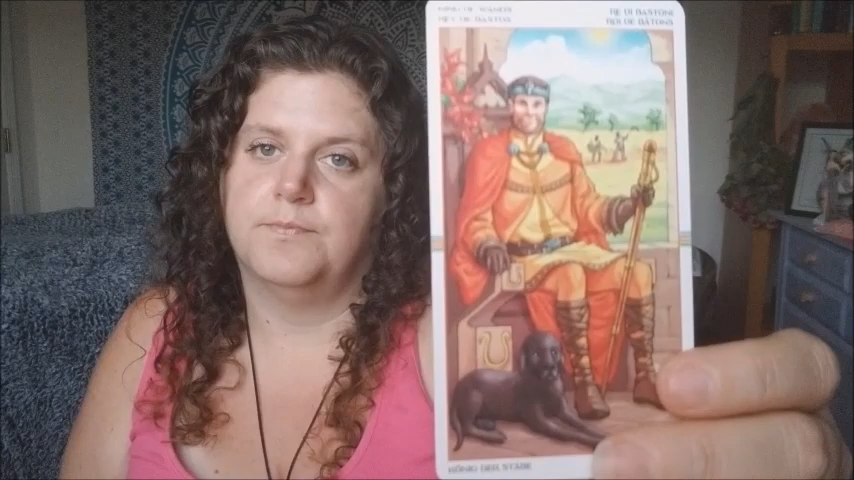 KING OF WANDS
REY DE BASTOS
RE DI BASTONI
ROI DE BÂTONS
KÖNIG DER STÄBE